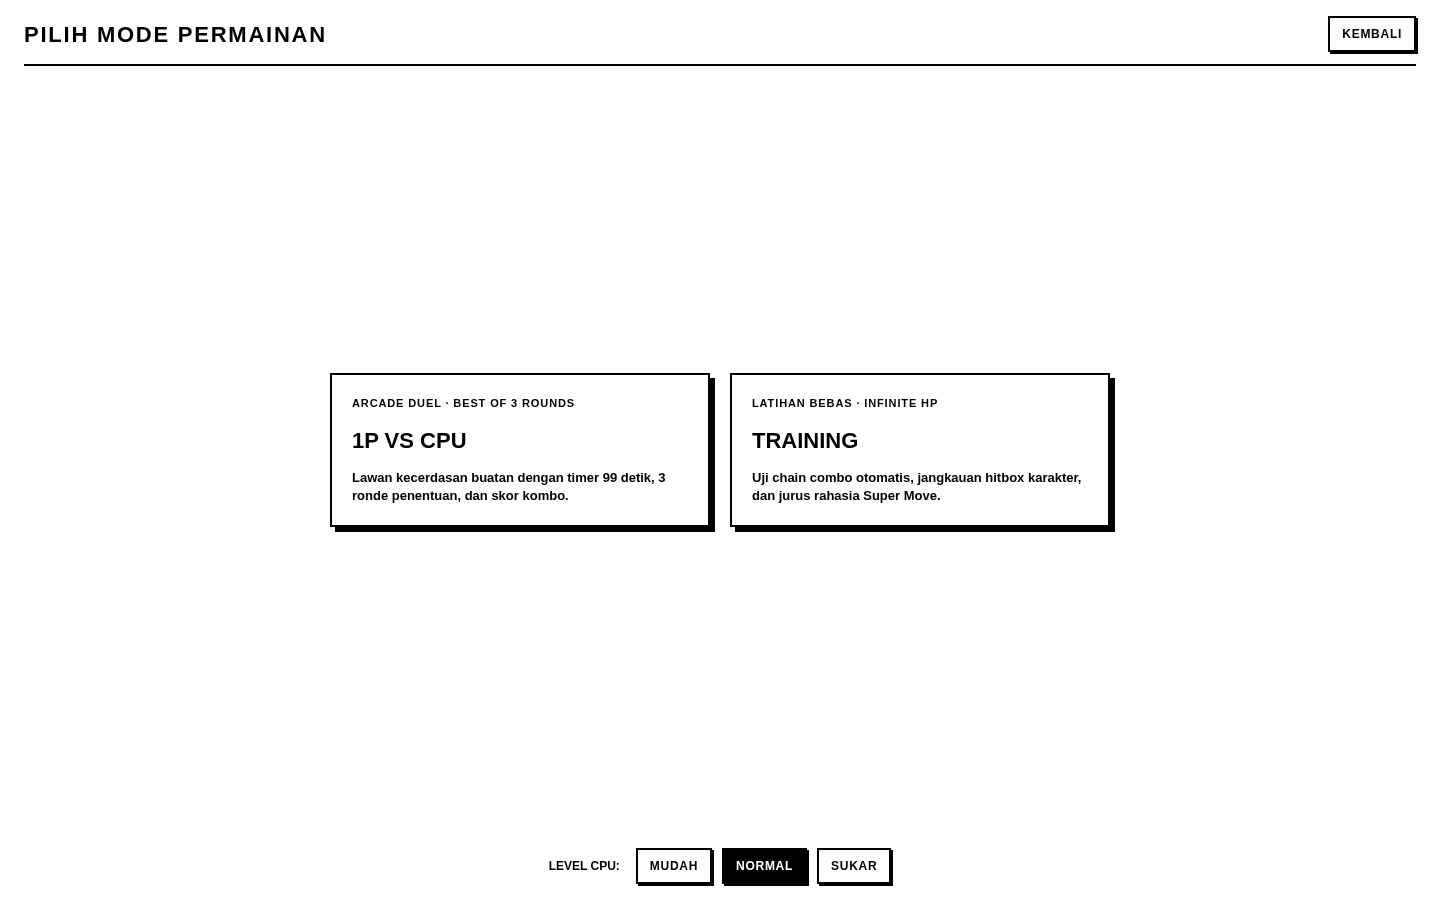 PILIH MODE PERMAINAN
KEMBALI
ARCADE DUEL · BEST OF 3 ROUNDS
1P VS CPU
Lawan kecerdasan buatan dengan timer 99 detik, 3
ronde penentuan, dan skor kombo.
LATIHAN BEBAS · INFINITE HP
TRAINING
Uji chain combo otomatis, jangkauan hitbox karakter,
dan jurus rahasia Super Move.
LEVEL CPU:
MUDAH
NORMAL
SUKAR